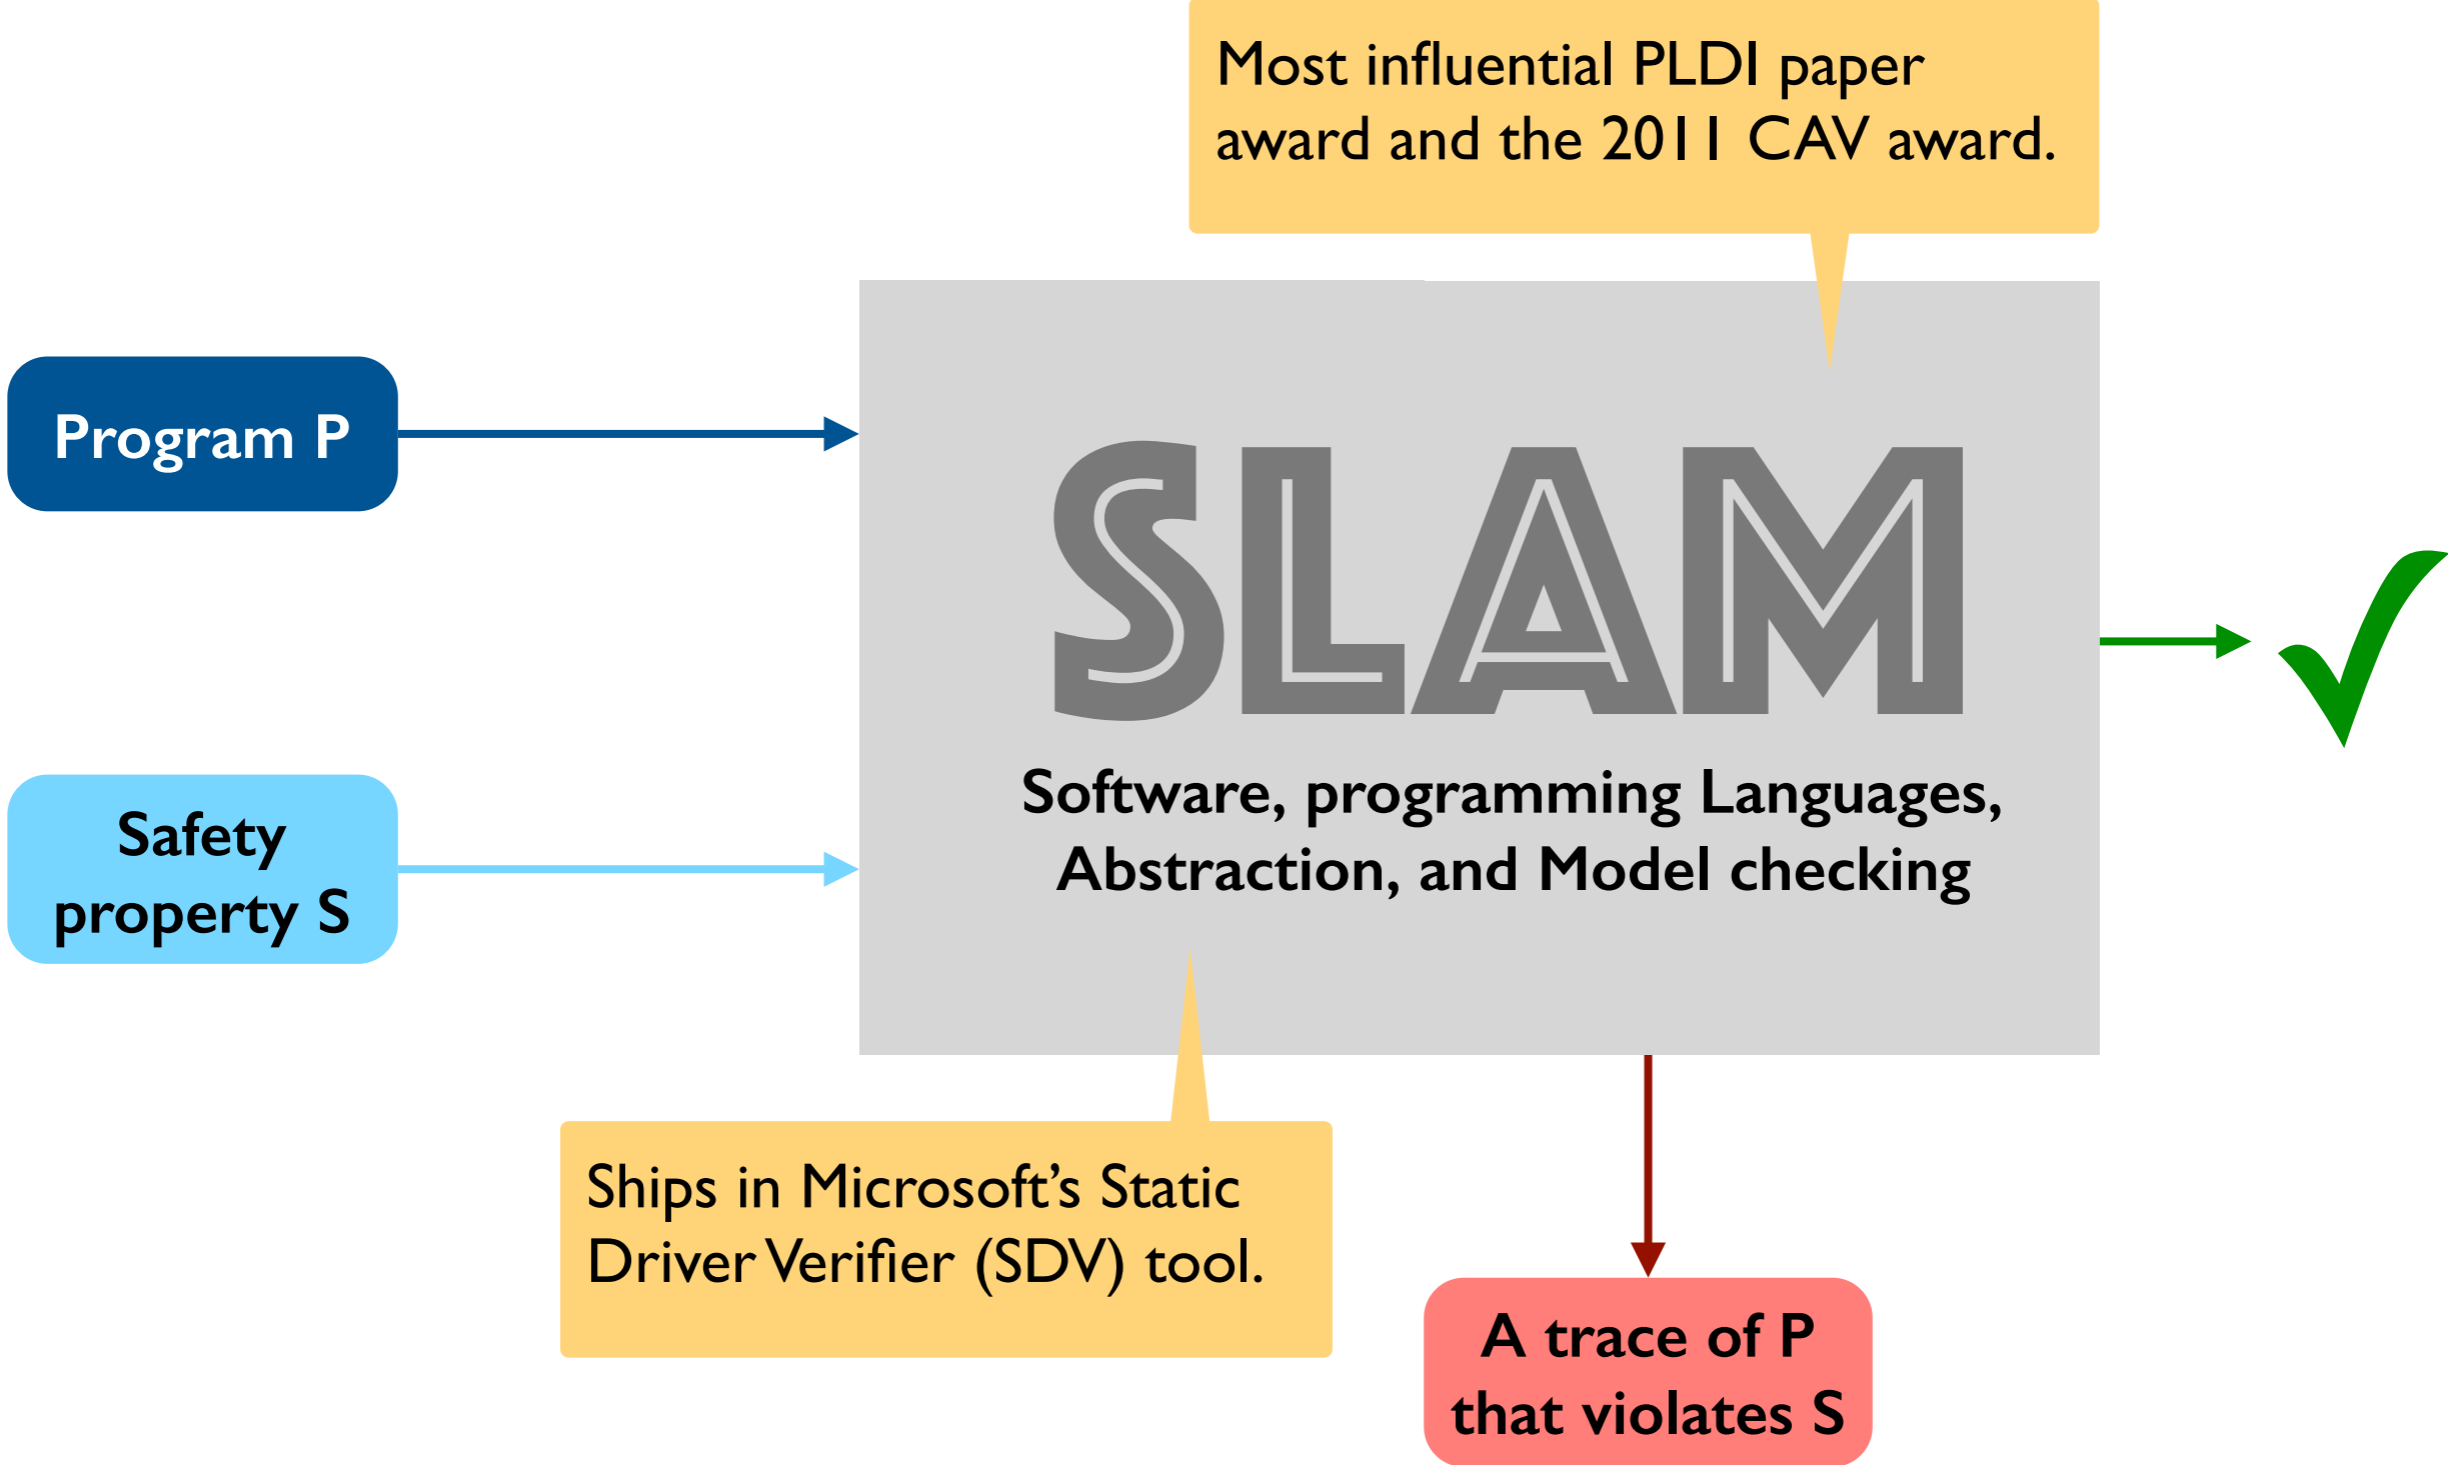 Most influential PLDI paper
award and the 2011 CAV award.
Program P
SLAM
Software, programming Languages,
Abstraction, and Model checking
Safety
property S
Ships in Microsoft’s Static
Driver Verifier (SDV) tool.
A trace of P
that violates S